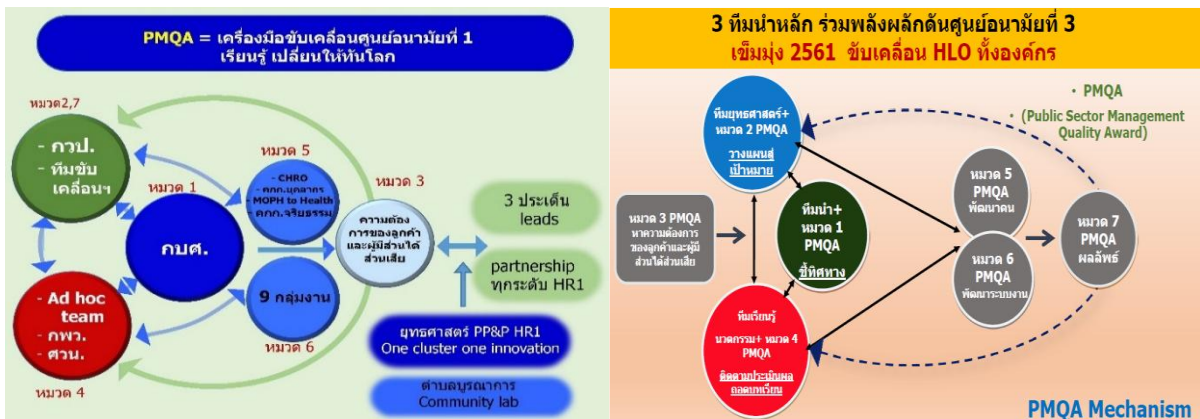 PMQA = เครื่องมือขับเคลื่อนศูนย์อนามัยที่ 1
เรียนรู้ เปลี่ยนให้ทันโลก
หมวด2,7
- กวป.
- ทีมขับ
เคลื่อนฯ
หมวด 1
กบศ.
หมวด 5
- CHRO
- คกก.บุคลากร
- MOPH to Health
- คกก.จริยธรรม
หมวด 3
ความต้อง
การของลูกค้า
และผู้มีส่วนได้
ส่วนเสีย
3 ประเด็น
leads
partnership
ทุกระดับ HR1
- Ad hoc
team
- กพว.
- ศวน.
หมวด 4
9 กลุ่มงาน
หมวด 6
ยุทธศาสตร์ PP&P HR1
One cluster one innovation
ตำบลบูรณาการ
Community lab
3 ทีมนำหลัก ร่วมพลังผลักดันศูนย์อนามัยที่ 3
เข็มมุ่ง 2561 ขับเคลื่อน HLO ทั้งองค์กร
• PMQA
• (Public Sector Management
Quality Award)
ทีมยุทธศาสตร์+
หมวด 2 PMQA
วางแผนสู่
เป้าหมาย
หมวด 3 PMQA
หาความต้องการ
ของลูกค้าและผู้มี
ส่วนได้ส่วนเสีย
ทีมนำ+
หมวด 1
PMQA
ชี้ทิศทาง
หมวด 5
PMQA
พัฒนาคน
หมวด 6
PMQA
พัฒนาระบบงาน
หมวด 7
PMQA
ผลลัพธ์
ทีมเรียนรู้
นวตกรรม+ หมวด 4
PMQA
ติดตามประเมินผล
ถอดบทเรียน
PMQA Mechanism